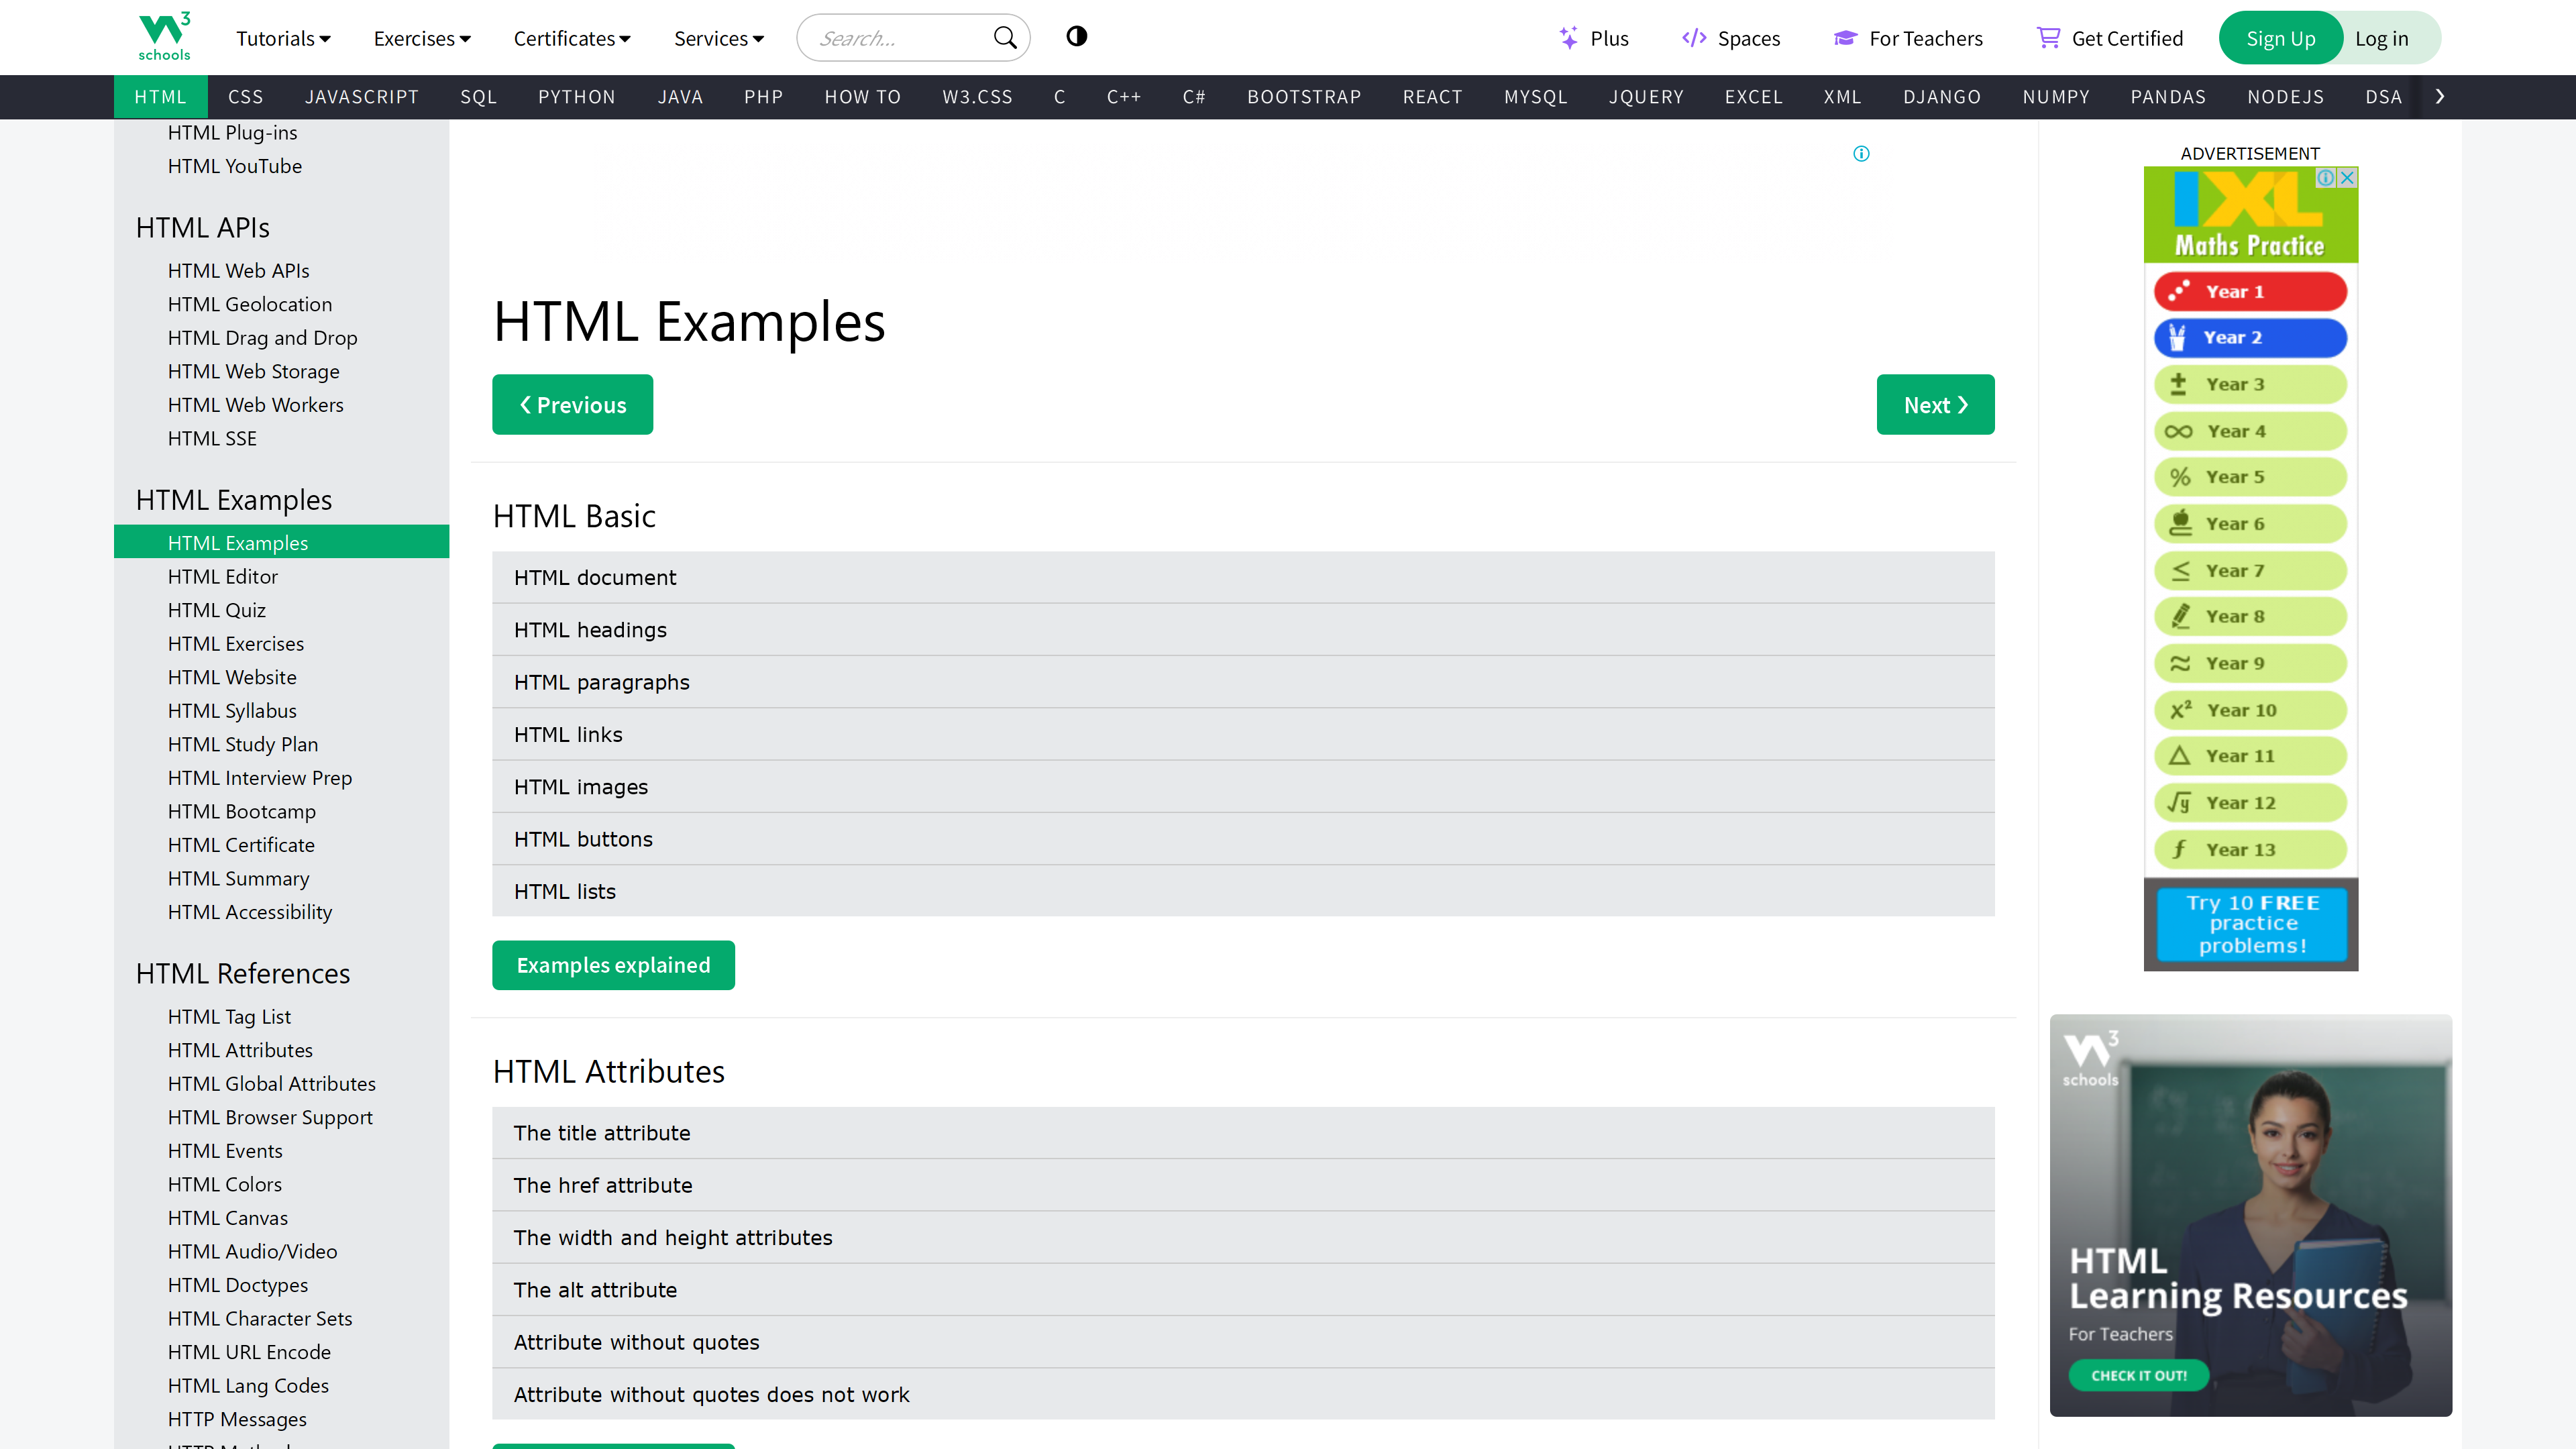 3
schools
Tutorials
Exercises
Certificates
Services
Search...
Plus
Spaces
For Teachers
Get Certified
Sign Up
Log in
HTML CSS JAVASCRIPT SQL PYTHON JAVA PHP HOW TO W3.CSS C C++ C# BOOTSTRAP REACT MYSQL JQUERY EXCEL XML DJANGO NUMPY PANDAS NODEJS DSA
HTML Plug-ins
HTML YouTube
HTML APIs
HTML Web APIs
HTML Geolocation
HTML Drag and Drop
HTML Web Storage
HTML Web Workers
HTML SSE
HTML Examples
HTML Examples
HTML Editor
HTML Quiz
HTML Exercises
HTML Website
HTML Syllabus
HTML Study Plan
HTML Interview Prep
HTML Bootcamp
HTML Certificate
HTML Summary
HTML Accessibility
HTML References
HTML Tag List
HTML Attributes
HTML Global Attributes
HTML Browser Support
HTML Events
HTML Colors
HTML Canvas
HTML Audio/Video
HTML Doctypes
HTML Character Sets
HTML URL Encode
HTML Lang Codes
HTTP Messages
HTML Examples
❮ Previous
Next ❯
HTML Basic
HTML document
HTML headings
HTML paragraphs
HTML links
HTML images
HTML buttons
HTML lists
Examples explained
HTML Attributes
The title attribute
The href attribute
The width and height attributes
The alt attribute
Attribute without quotes
Attribute without quotes does not work
ADVERTISEMENT
IXL
Maths Practice
Year 1
Year 2
± Year 3
∞ Year 4
% Year 5
Year 6
≤ Year 7
Year 8
≈ Year 9
x² Year 10
△ Year 11
√y Year 12
ƒ Year 13
Try 10 FREE
practice
problems!
3
schools
HTML
Learning Resources
For Teachers
CHECK IT OUT!